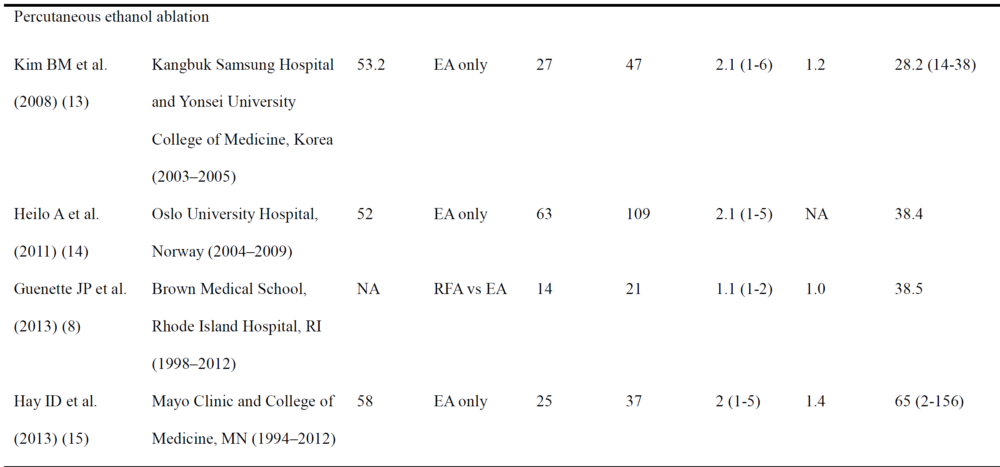 Percutaneous ethanol ablation
Kim BM et al. Kangbuk Samsung Hospital 53.2 EA only 27 47 2.1 (1-6) 1.2 28.2 (14-38)
(2008) (13) and Yonsei University
College of Medicine, Korea
(2003–2005)
Heilo A et al. Oslo University Hospital, 52 EA only 63 109 2.1 (1-5) NA 38.4
(2011) (14) Norway (2004–2009)
Guenette JP et al. Brown Medical School, NA RFA vs EA 14 21 1.1 (1-2) 1.0 38.5
(2013) (8) Rhode Island Hospital, RI
(1998–2012)
Hay ID et al. Mayo Clinic and College of 58 EA only 25 37 2 (1-5) 1.4 65 (2-156)
(2013) (15) Medicine, MN (1994–2012)